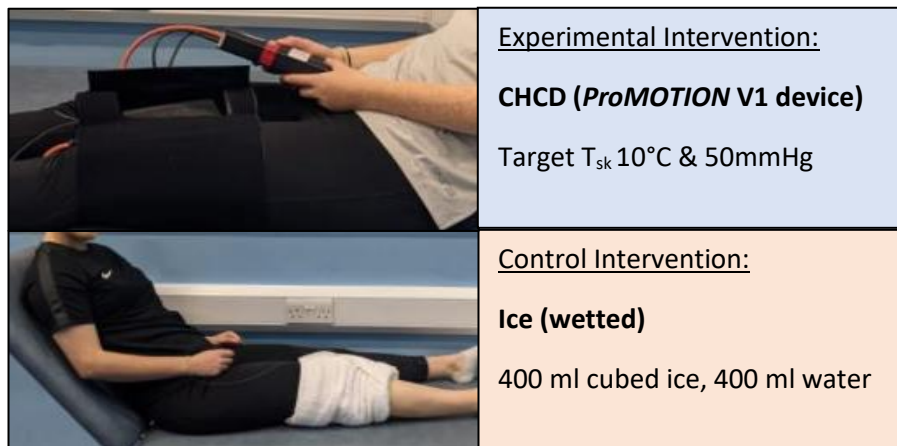 Experimental Intervention:
CHCD (ProMOTION V1 device)
Target Tsk 10°C & 50mmHg
Control Intervention:
Ice (wetted)
400 ml cubed ice, 400 ml water